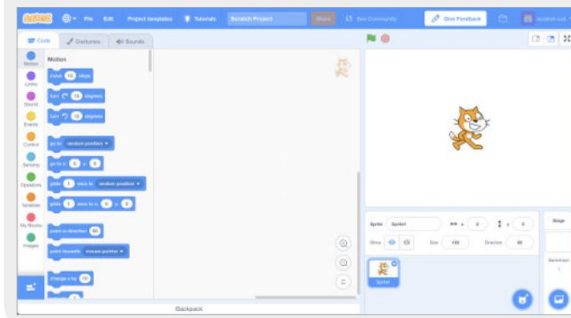 SCRATCH File Edit Project templates Tutorials Scratch Project Share See Community Give Feedback
Code Costumes Sounds
Motion
Motion
move 10 steps
Looks
turn 15 degrees
Sound
turn 15 degrees
Events
Control
go to random position
Sensing
go to x: 0 y: 0
Operators
glide 1 secs to random position
Variables
glide 1 secs to x: 0 y: 0
My Blocks
point in direction 90
Images
point towards mouse-pointer
change x by 10
Backpack
Sprite Sprite1 x 0 y 0
Show Size 100 Direction 90
Sprite1
Stage
Backdrops
1